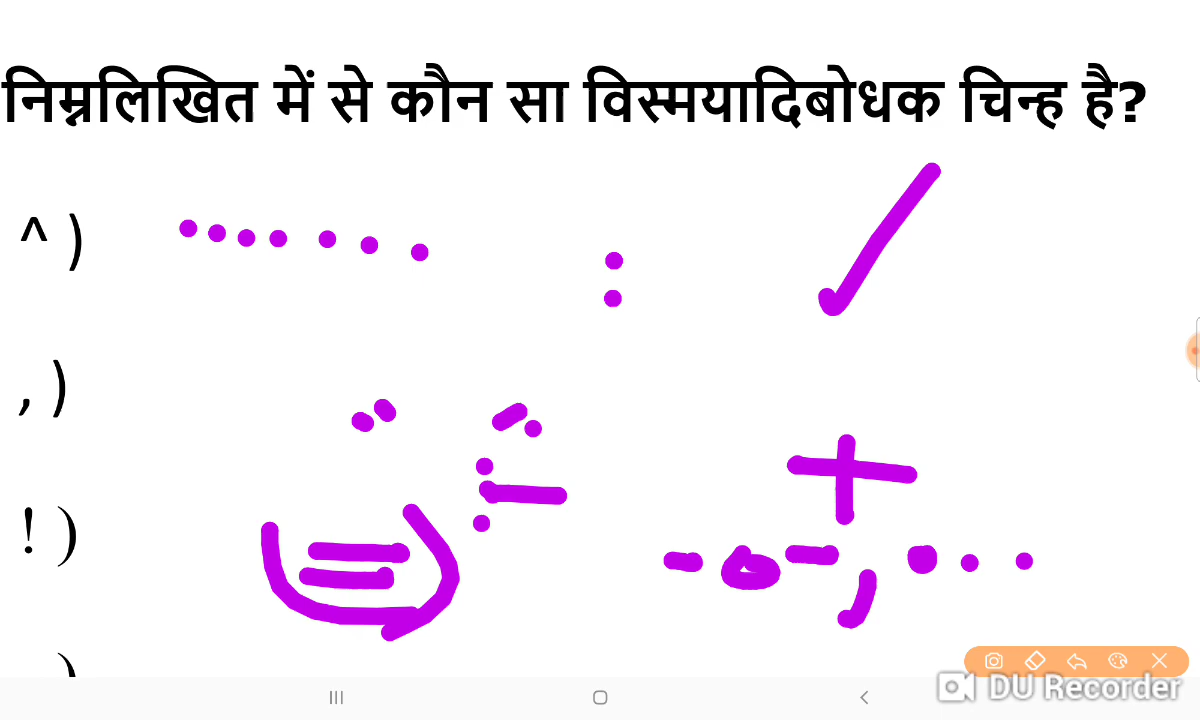 निम्नलिखित में से कौन सा विस्मयादिबोधक चिन्ह है?
^ )
, )
! )
)
DU Recorder